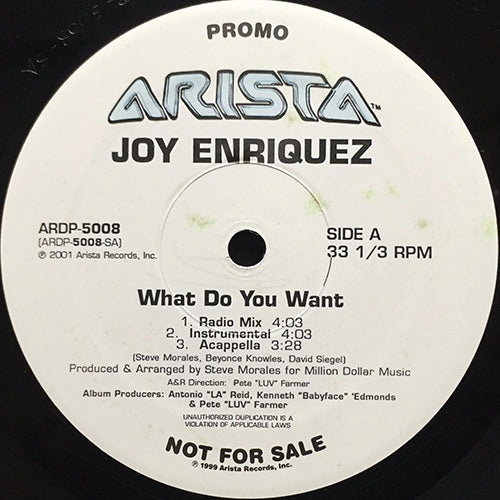 PROMO
ARISTA™
JOY ENRIQUEZ
ARDP-5008
(ARDP-5008-SA)
℗ 2001 Arista Records, Inc.
SIDE A
33 1/3 RPM
What Do You Want
1. Radio Mix 4:03
2. Instrumental 4:03
3. Acappella 3:28
(Steve Morales, Beyonce Knowles, David Siegel)
Produced & Arranged by Steve Morales for Million Dollar Music
A&R Direction: Pete "LUV" Farmer
Album Producers: Antonio "LA" Reid, Kenneth "Babyface" 'Edmonds
& Pete "LUV" Farmer
UNAUTHORIZED DUPLICATION IS A
VIOLATION OF APPLICABLE LAWS
NOT FOR SALE
℗ 1999 Arista Records, Inc.